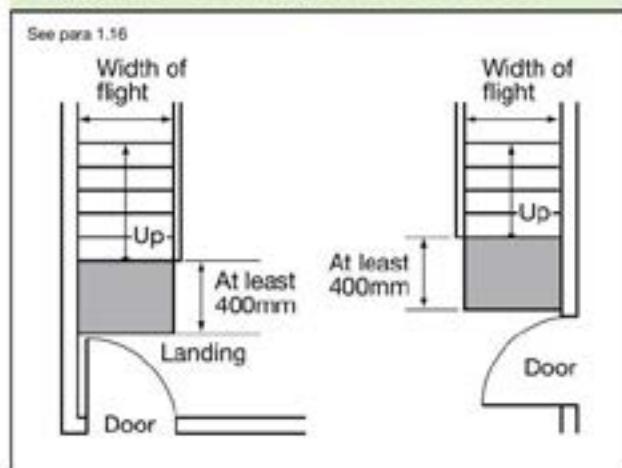 See para 1.16
Width of
flight
Up
At least
400mm
Landing
Door
Width of
flight
Up
At least
400mm
Door